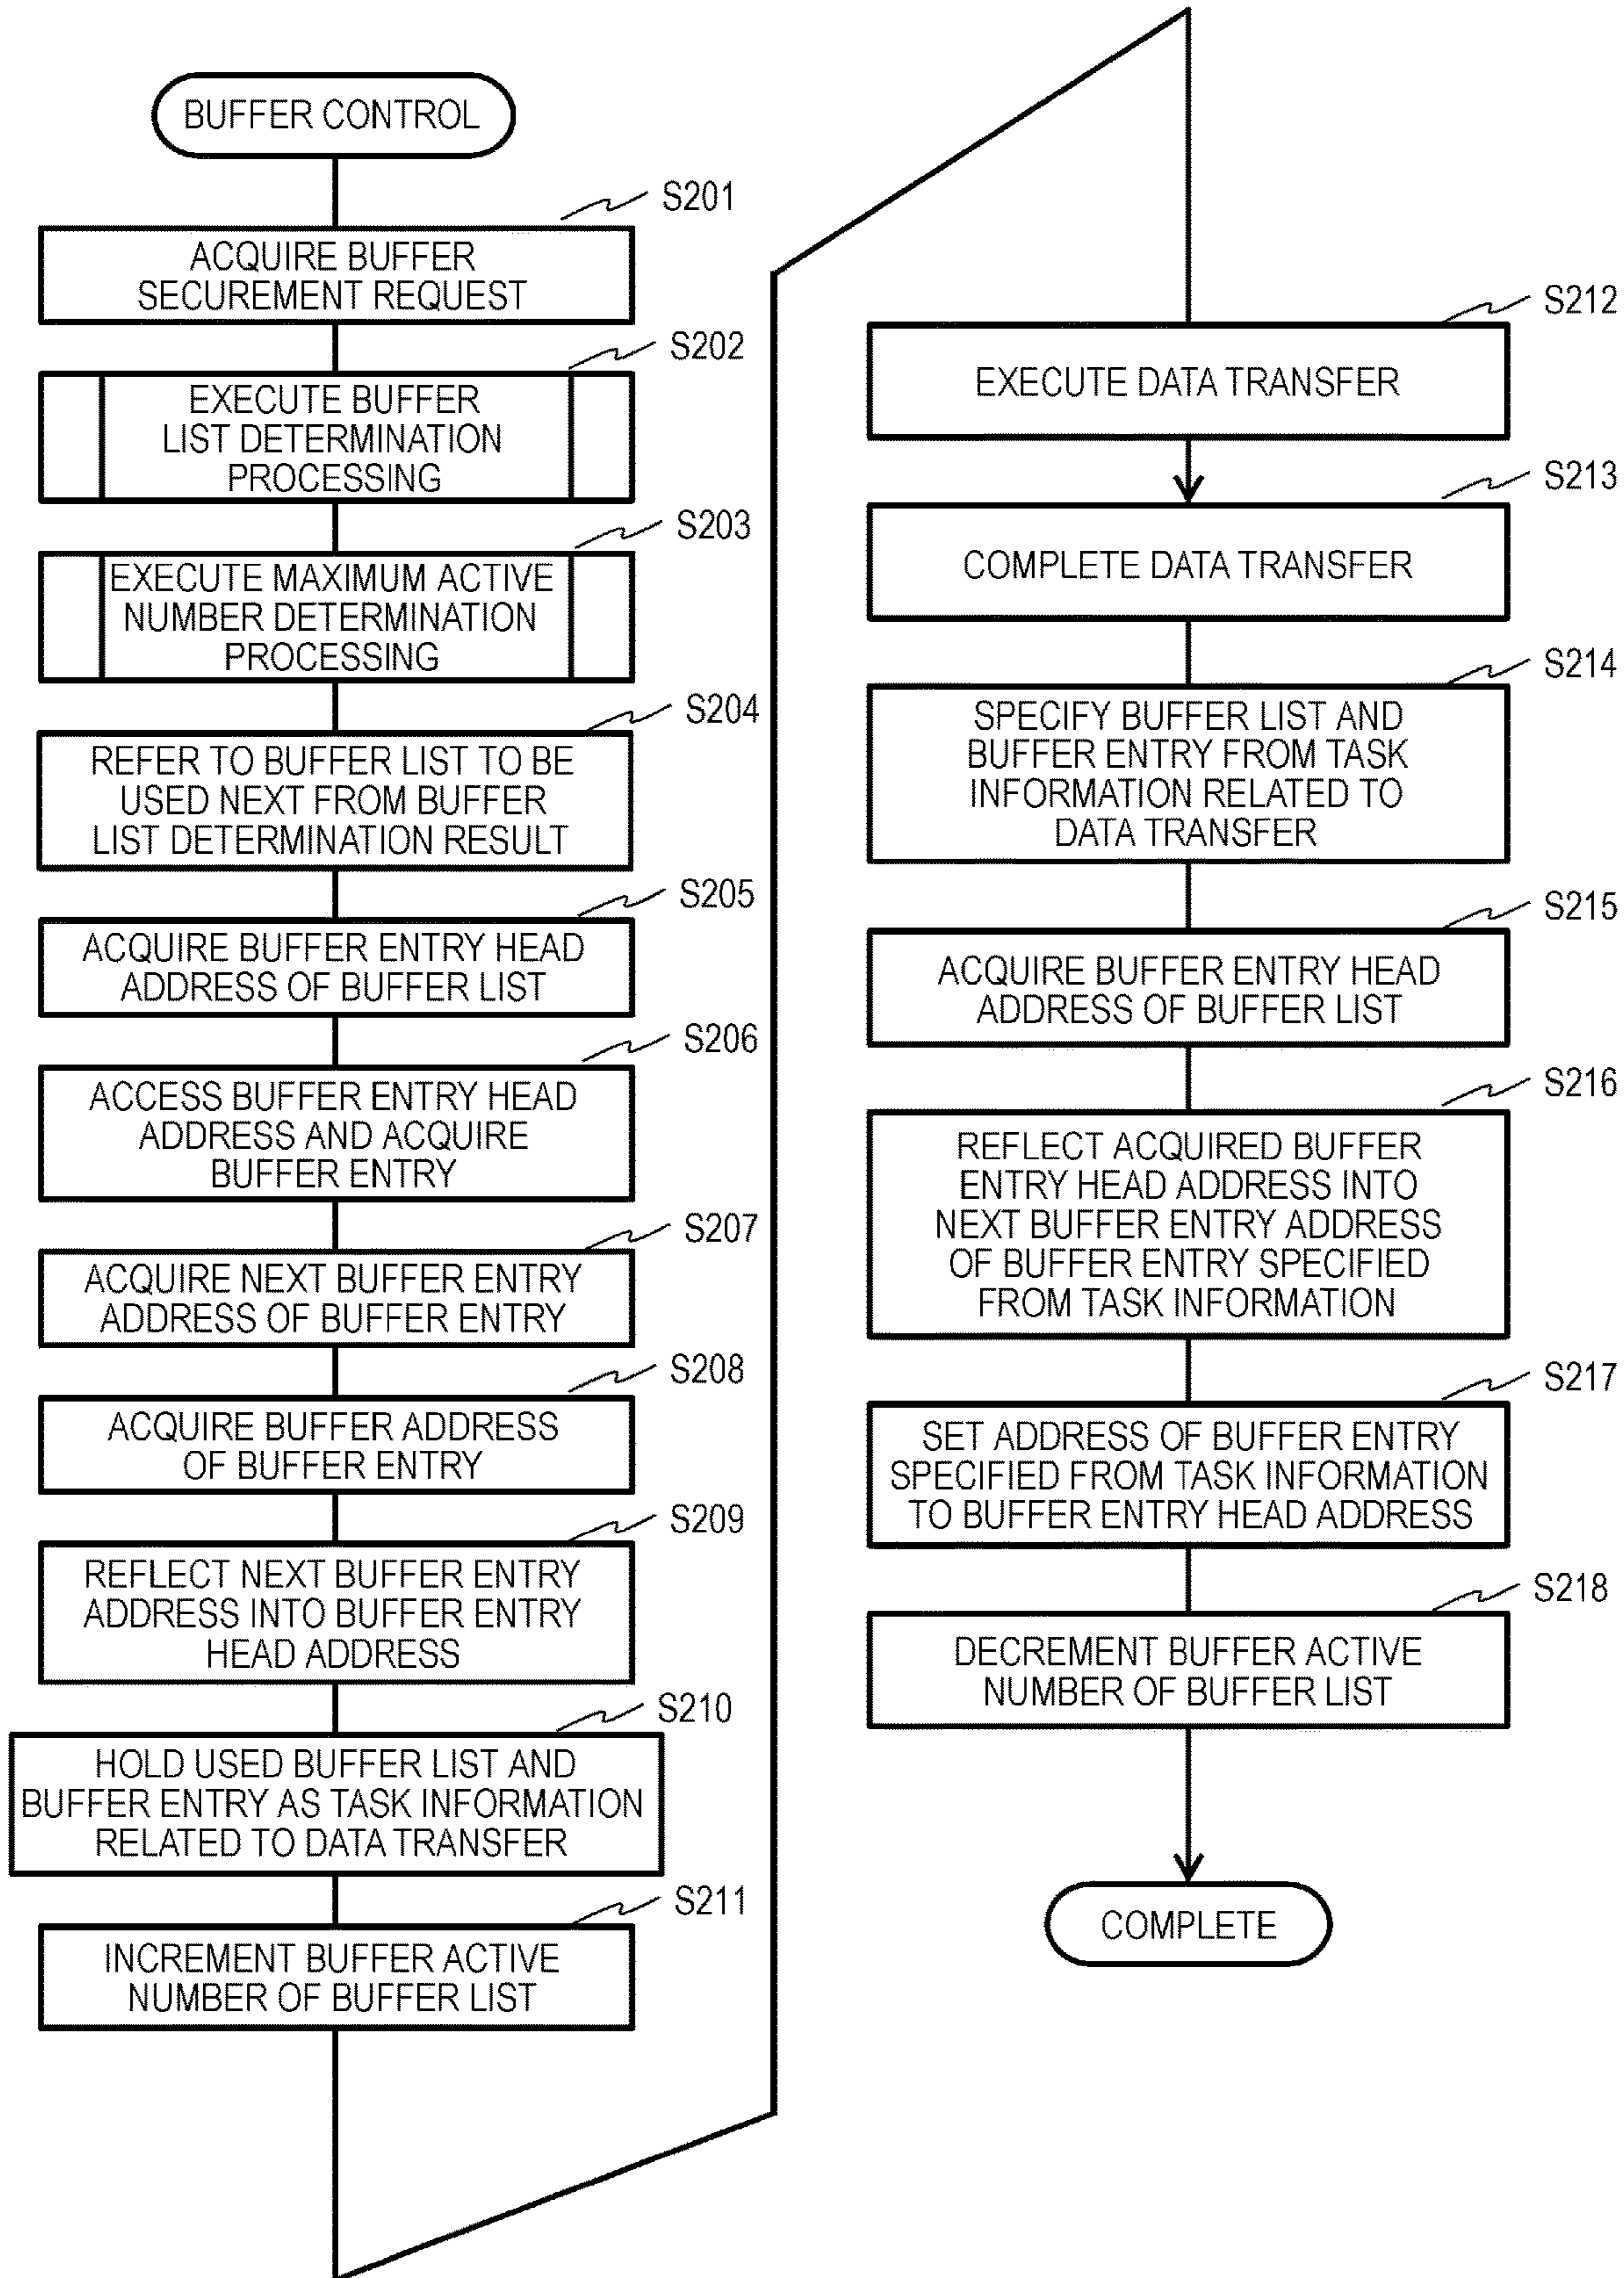 BUFFER CONTROL
S201
ACQUIRE BUFFER
SECUREMENT REQUEST
S202
EXECUTE BUFFER
LIST DETERMINATION
PROCESSING
S203
EXECUTE MAXIMUM ACTIVE
NUMBER DETERMINATION
PROCESSING
S204
REFER TO BUFFER LIST TO BE
USED NEXT FROM BUFFER
LIST DETERMINATION RESULT
S205
ACQUIRE BUFFER ENTRY HEAD
ADDRESS OF BUFFER LIST
S206
ACCESS BUFFER ENTRY HEAD
ADDRESS AND ACQUIRE
BUFFER ENTRY
S207
ACQUIRE NEXT BUFFER ENTRY
ADDRESS OF BUFFER ENTRY
S208
ACQUIRE BUFFER ADDRESS
OF BUFFER ENTRY
S209
REFLECT NEXT BUFFER ENTRY
ADDRESS INTO BUFFER ENTRY
HEAD ADDRESS
S210
HOLD USED BUFFER LIST AND
BUFFER ENTRY AS TASK INFORMATION
RELATED TO DATA TRANSFER
S211
INCREMENT BUFFER ACTIVE
NUMBER OF BUFFER LIST
S212
EXECUTE DATA TRANSFER
S213
COMPLETE DATA TRANSFER
S214
SPECIFY BUFFER LIST AND
BUFFER ENTRY FROM TASK
INFORMATION RELATED TO
DATA TRANSFER
S215
ACQUIRE BUFFER ENTRY HEAD
ADDRESS OF BUFFER LIST
S216
REFLECT ACQUIRED BUFFER
ENTRY HEAD ADDRESS INTO
NEXT BUFFER ENTRY ADDRESS
OF BUFFER ENTRY SPECIFIED
FROM TASK INFORMATION
S217
SET ADDRESS OF BUFFER ENTRY
SPECIFIED FROM TASK INFORMATION
TO BUFFER ENTRY HEAD ADDRESS
S218
DECREMENT BUFFER ACTIVE
NUMBER OF BUFFER LIST
COMPLETE